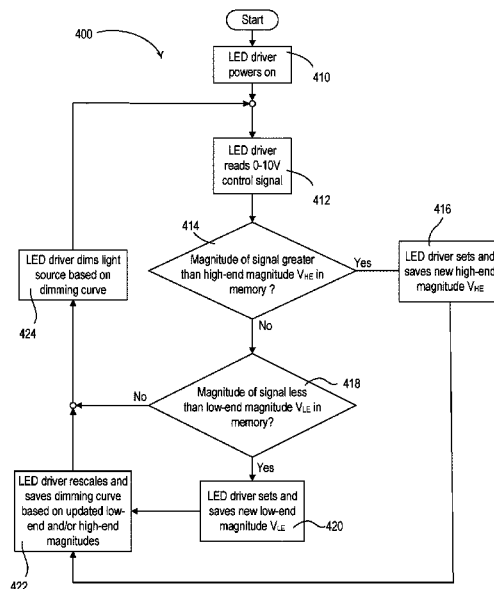 Start
400
LED driver
powers on
410
LED driver
reads 0-10V
control signal
412
414
Magnitude of signal greater
than high-end magnitude VHE in
memory ?
Yes
416
LED driver sets and
saves new high-end
magnitude VHE
LED driver dims light
source based on
dimming curve
424
No
418
Magnitude of signal less
than low-end magnitude VLE in
memory?
No
Yes
LED driver rescales and
saves dimming curve
based on updated low-
end and/or high-end
magnitudes
422
LED driver sets and
saves new low-end
magnitude VLE
420